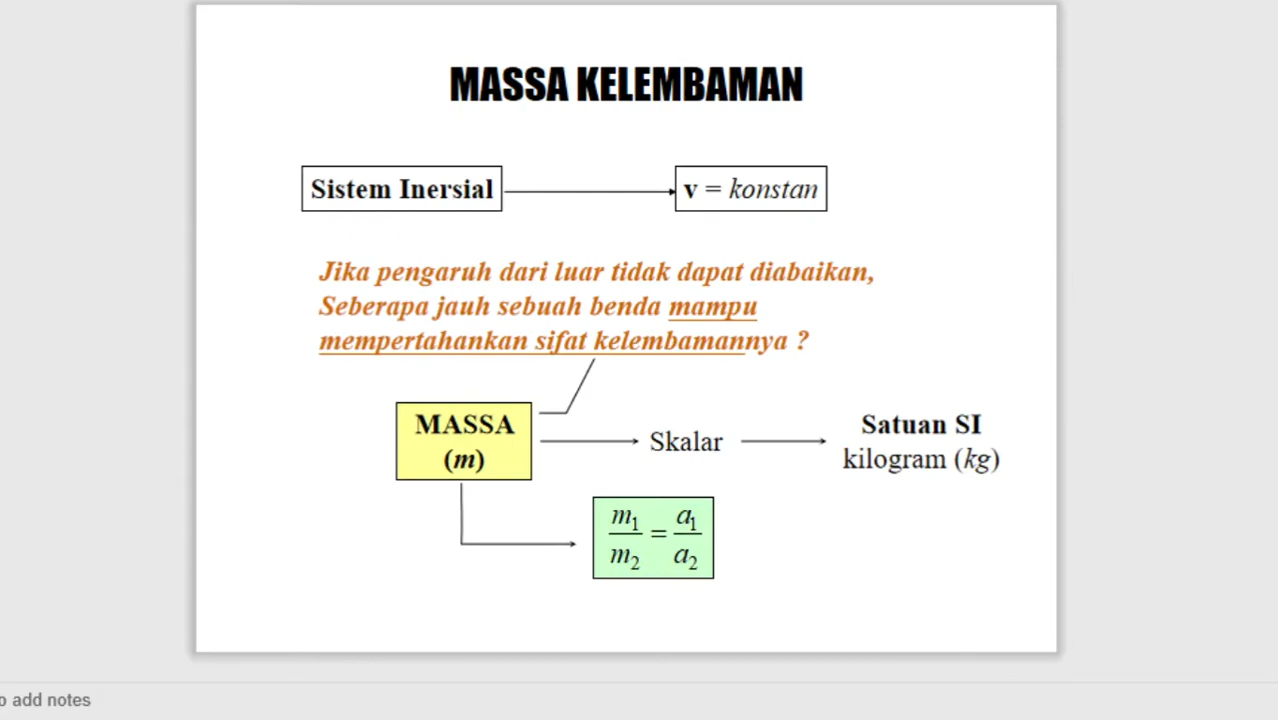 MASSA KELEMBAMAN
Sistem Inersial
v = konstan
Jika pengaruh dari luar tidak dapat diabaikan,
Seberapa jauh sebuah benda mampu
mempertahankan sifat kelembamannya ?
MASSA
(m)
Skalar
Satuan SI
kilogram (kg)
m₁/m₂ = a₁/a₂
add notes